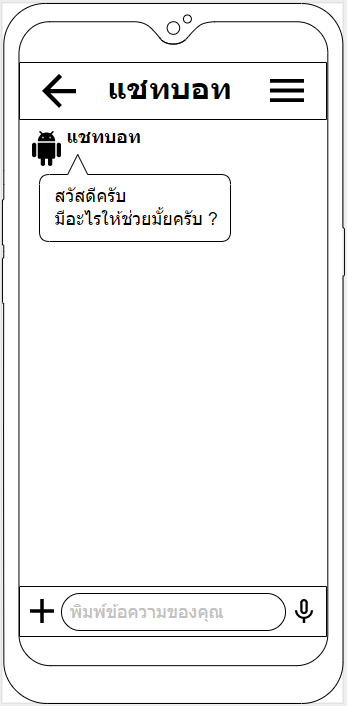 แชทบอท
แชทบอท
สวัสดีครับ
มีอะไรให้ช่วยมั้ยครับ ?
พิมพ์ข้อความของคุณ